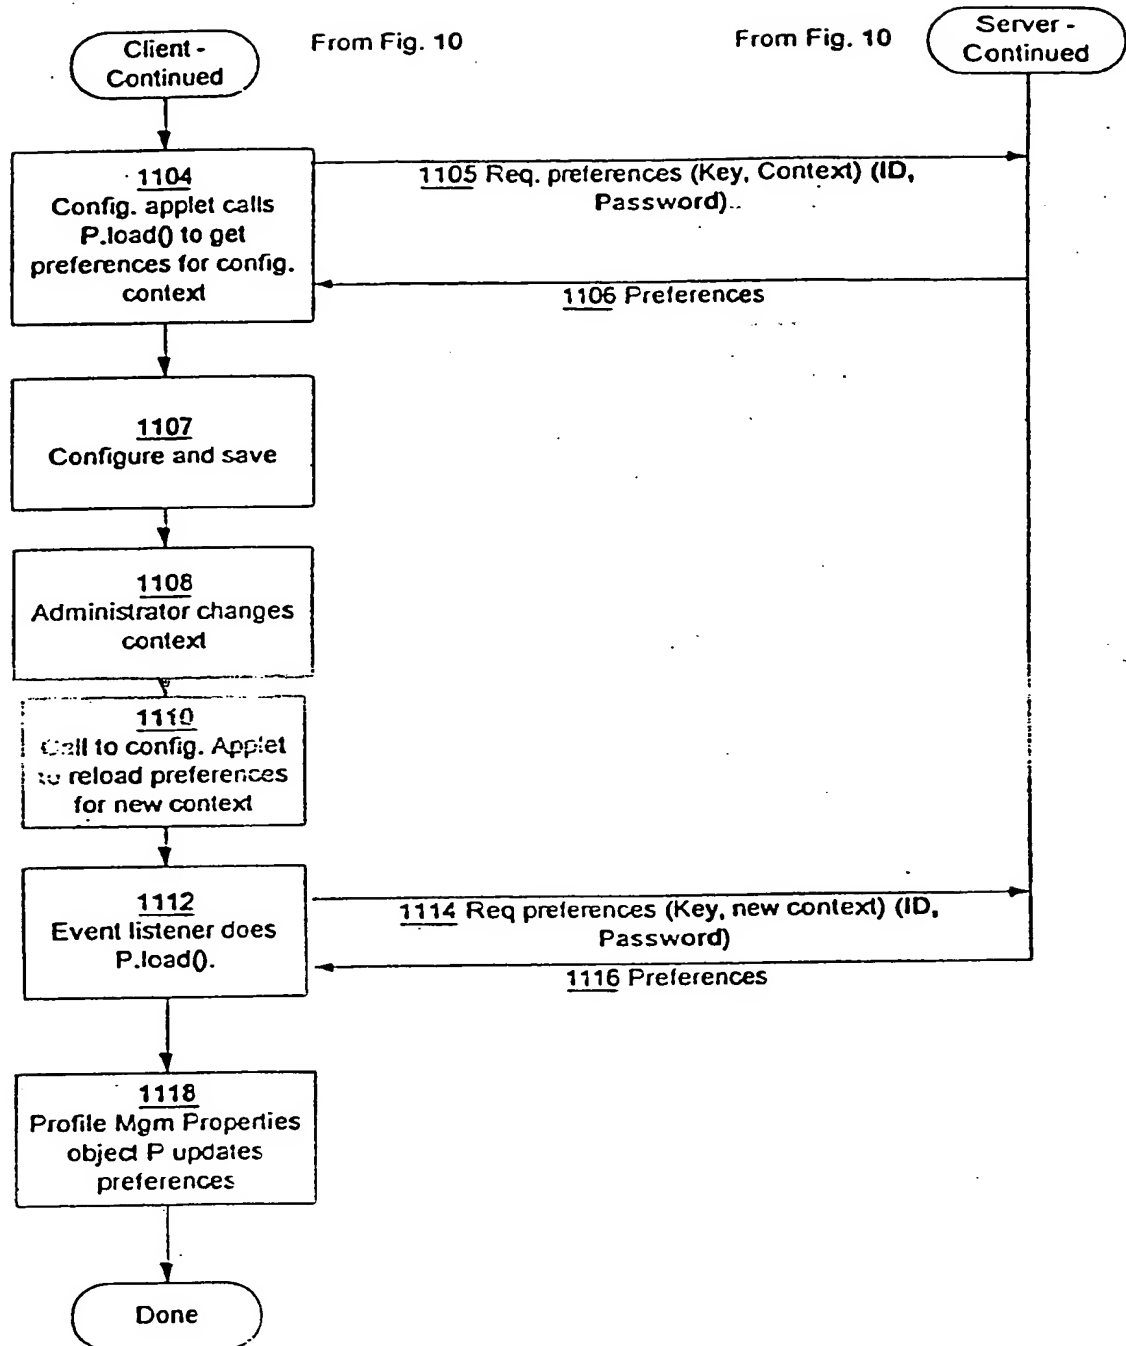 Client -
Continued
From Fig. 10
From Fig. 10
Server -
Continued
1104
Config. applet calls
P.load() to get
preferences for config.
context
1105 Req. preferences (Key, Context) (ID,
Password)..
1106 Preferences
1107
Configure and save
1108
Administrator changes
context
1110
Call to config. Applet
to reload preferences
for new context
1112
Event listener does
P.load().
1114 Req preferences (Key, new context) (ID,
Password)
1116 Preferences
1118
Profile Mgm Properties
object P updates
preferences
Done